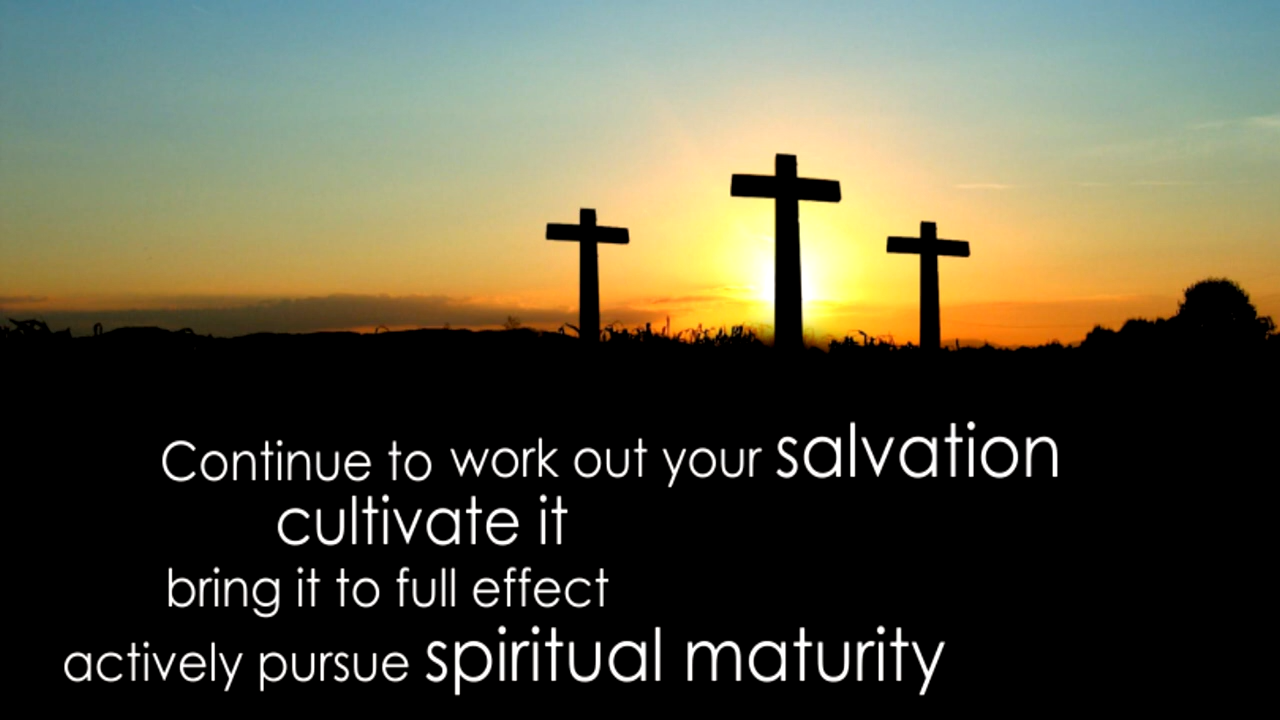 Continue to work out your salvation
cultivate it
bring it to full effect
actively pursue spiritual maturity